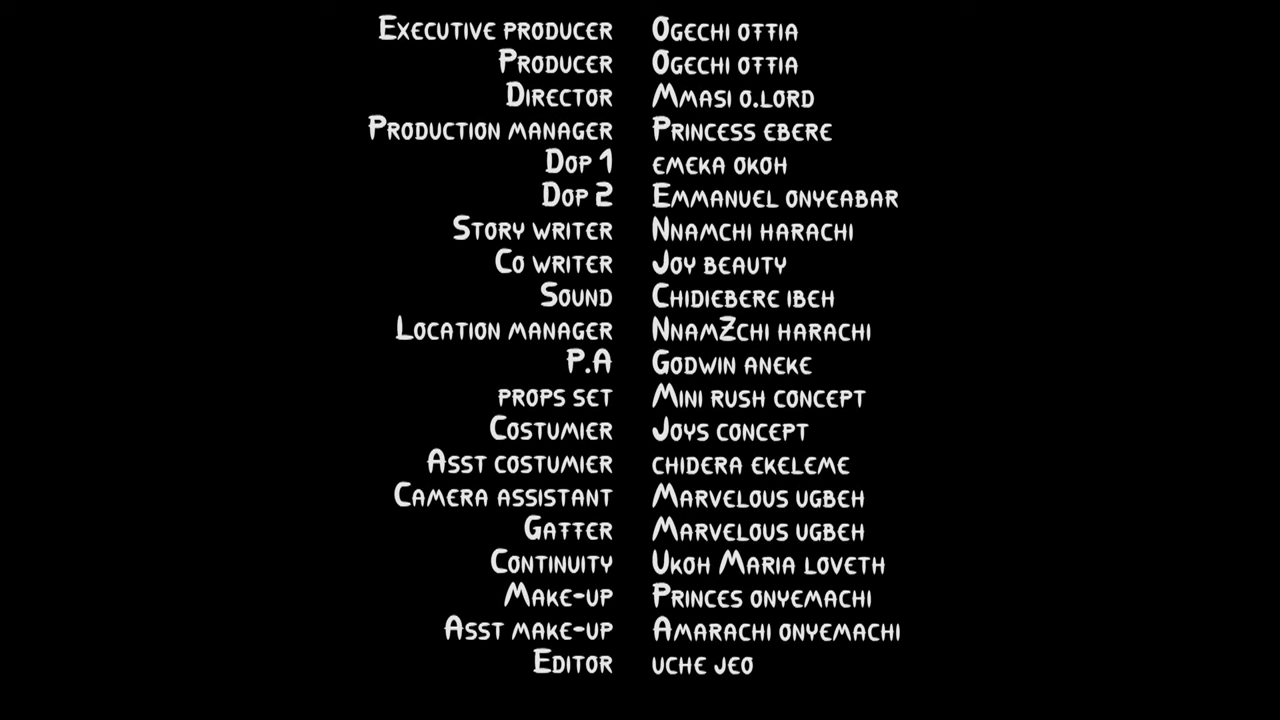 Executive producer Ogechi ottia
Producer Ogechi ottia
Director Mmasi o.lord
Production manager Princess ebere
Dop 1 emeka okoh
Dop 2 Emmanuel onyeabar
Story writer Nnamchi harachi
Co writer Joy beauty
Sound Chidiebere ibeh
Location manager NnamZchi harachi
P.A Godwin aneke
props set Mini rush concept
Costumier Joys concept
Asst costumier chidera ekeleme
Camera assistant Marvelous ugbeh
Gatter Marvelous ugbeh
Continuity Ukoh Maria loveth
Make-up Princes onyemachi
Asst make-up Amarachi onyemachi
Editor uche jeo